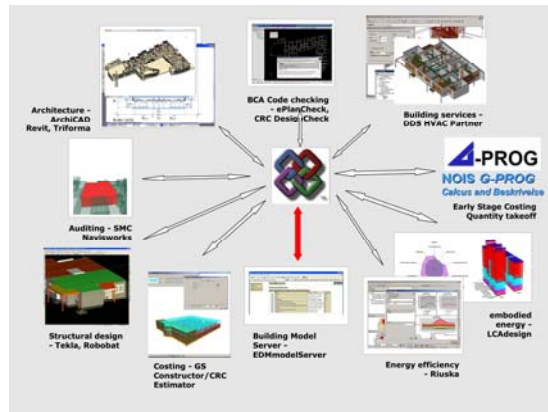 Architecture -
ArchiCAD
Revit, Triforma
BCA Code checking
- ePlanCheck,
CRC DesignCheck
Building services -
DDS HVAC Partner
G-PROG
NOIS G-PROG
Calcus and Beskrivelse
Early Stage Costing
Quantity takeoff
Auditing - SMC
Navisworks
Structural design
- Tekla, Robobat
Costing - GS
Constructor/CRC
Estimator
Building Model
Server -
EDMmodelServer
Energy efficiency
- Riuska
embodied
energy -
LCAdesign